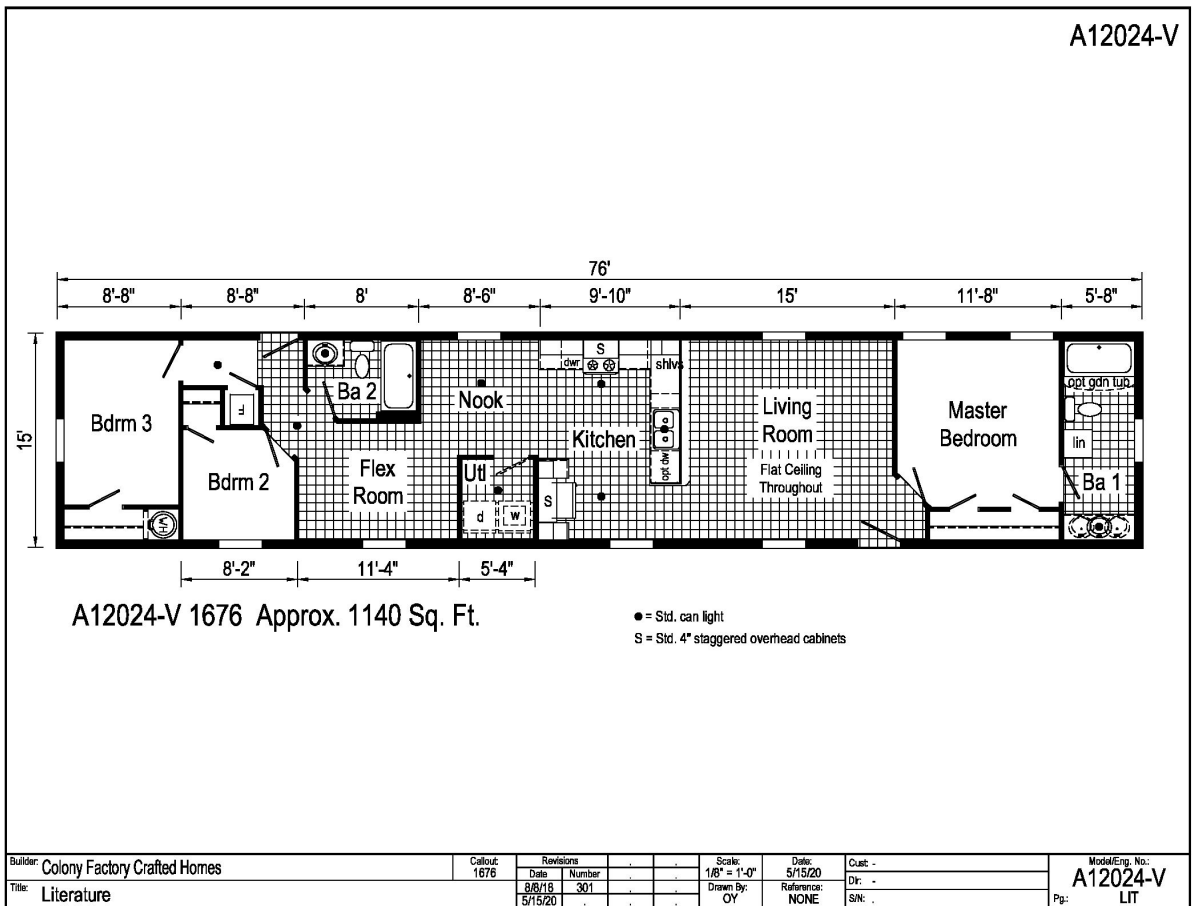 A12024-V
76'
8'-8" 8'-8" 8' 8'-6" 9'-10" 15' 11'-8" 5'-8"
15'
dwr
S
shlvs
opt gdn tub
Ba 2
Nook
Bdrm 3
Living
Room
Master
Bedroom
Kitchen
lin
Flex
Room
Utl
Bdrm 2
opt dw
Flat Ceiling
Throughout
Ba 1
S
d
w
WH
F
8'-2" 11'-4" 5'-4"
A12024-V 1676 Approx. 1140 Sq. Ft.
● = Std. can light
S = Std. 4" staggered overhead cabinets
Builder: Colony Factory Crafted Homes
Title: Literature
Callout:
1676
Revisions
Date Number
8/8/18 301
5/15/20
Scale:
1/8" = 1'-0"
Drawn By:
OY
Date:
5/15/20
Reference:
NONE
Cust: -
Dlr: -
S/N: .
Model/Eng. No.:
A12024-V
Pg.: LIT